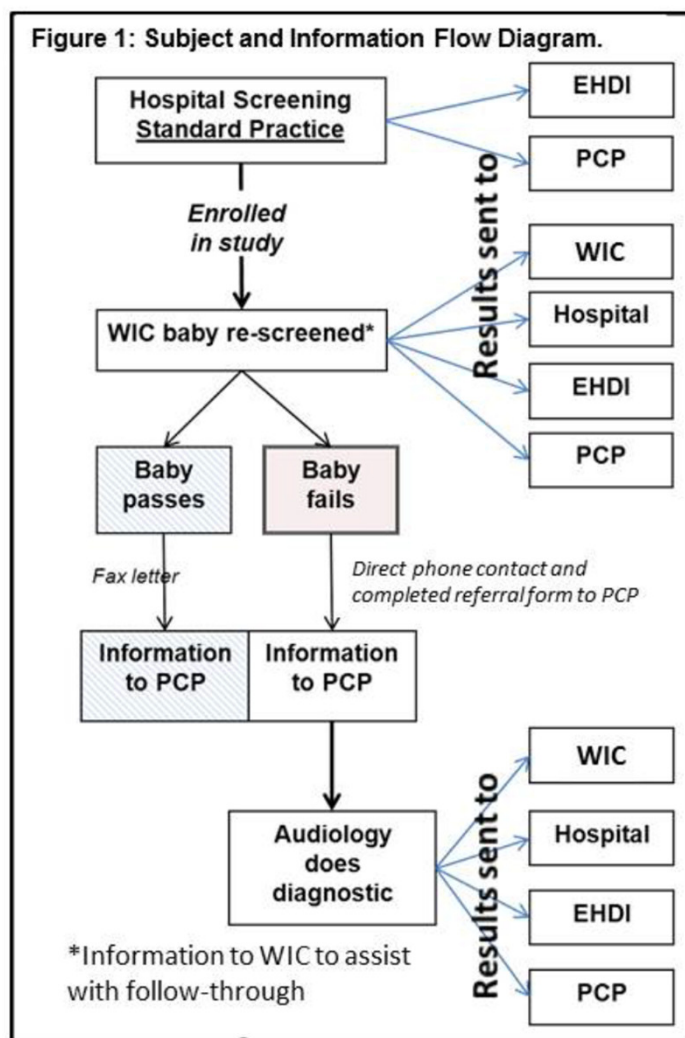 Figure 1: Subject and Information Flow Diagram.
Hospital Screening
Standard Practice
EHDI
PCP
Enrolled
in study
Results sent to
WIC baby re-screened*
WIC
Hospital
EHDI
PCP
Baby
passes
Baby
fails
Fax letter
Direct phone contact and
completed referral form to PCP
Information
to PCP
Information
to PCP
Audiology
does
diagnostic
Results sent to
WIC
Hospital
EHDI
PCP
*Information to WIC to assist
with follow-through